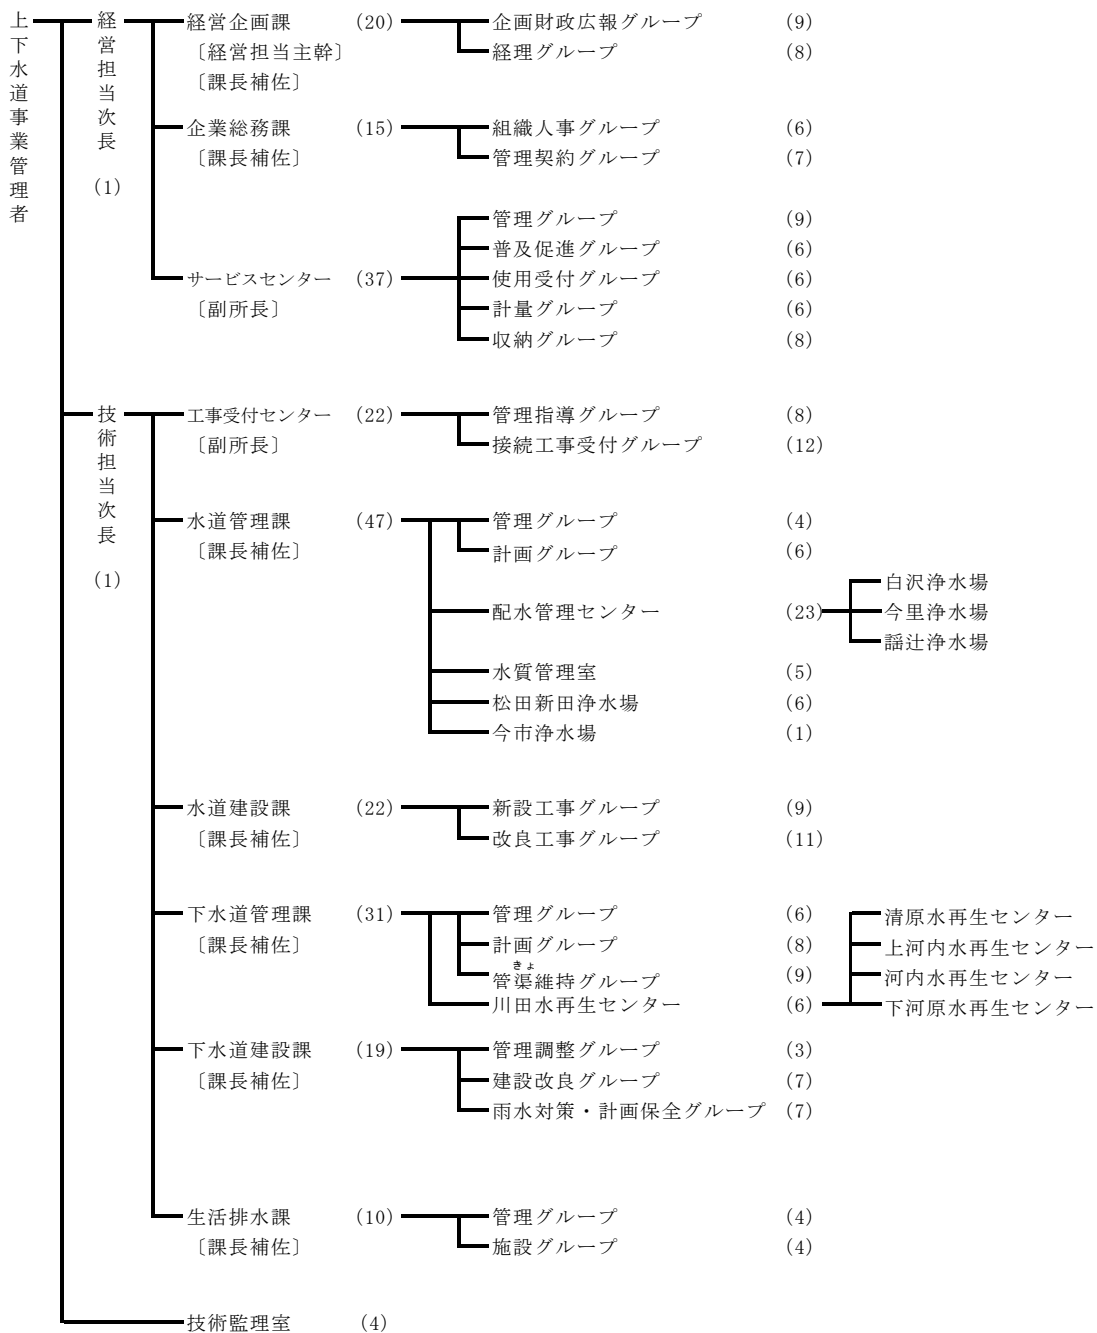 上下水道事業管理者
経営担当次長
(1)
経営企画課 (20) 企画財政広報グループ (9)
〔経営担当主幹〕 経理グループ (8)
〔課長補佐〕
企業総務課 (15) 組織人事グループ (6)
〔課長補佐〕 管理契約グループ (7)
管理グループ (9)
普及促進グループ (6)
サービスセンター (37) 使用受付グループ (6)
〔副所長〕 計量グループ (6)
収納グループ (8)
技術担当次長
(1)
工事受付センター (22) 管理指導グループ (8)
〔副所長〕 接続工事受付グループ (12)
水道管理課 (47) 管理グループ (4)
〔課長補佐〕 計画グループ (6)
白沢浄水場
配水管理センター (23) 今里浄水場
謡辻浄水場
水質管理室 (5)
松田新田浄水場 (6)
今市浄水場 (1)
水道建設課 (22) 新設工事グループ (9)
〔課長補佐〕 改良工事グループ (11)
下水道管理課 (31) 管理グループ (6) 清原水再生センター
〔課長補佐〕 計画グループ (8) 上河内水再生センター
きょ
管渠維持グループ (9) 河内水再生センター
川田水再生センター (6) 下河原水再生センター
下水道建設課 (19) 管理調整グループ (3)
〔課長補佐〕 建設改良グループ (7)
雨水対策・計画保全グループ (7)
生活排水課 (10) 管理グループ (4)
〔課長補佐〕 施設グループ (4)
技術監理室 (4)